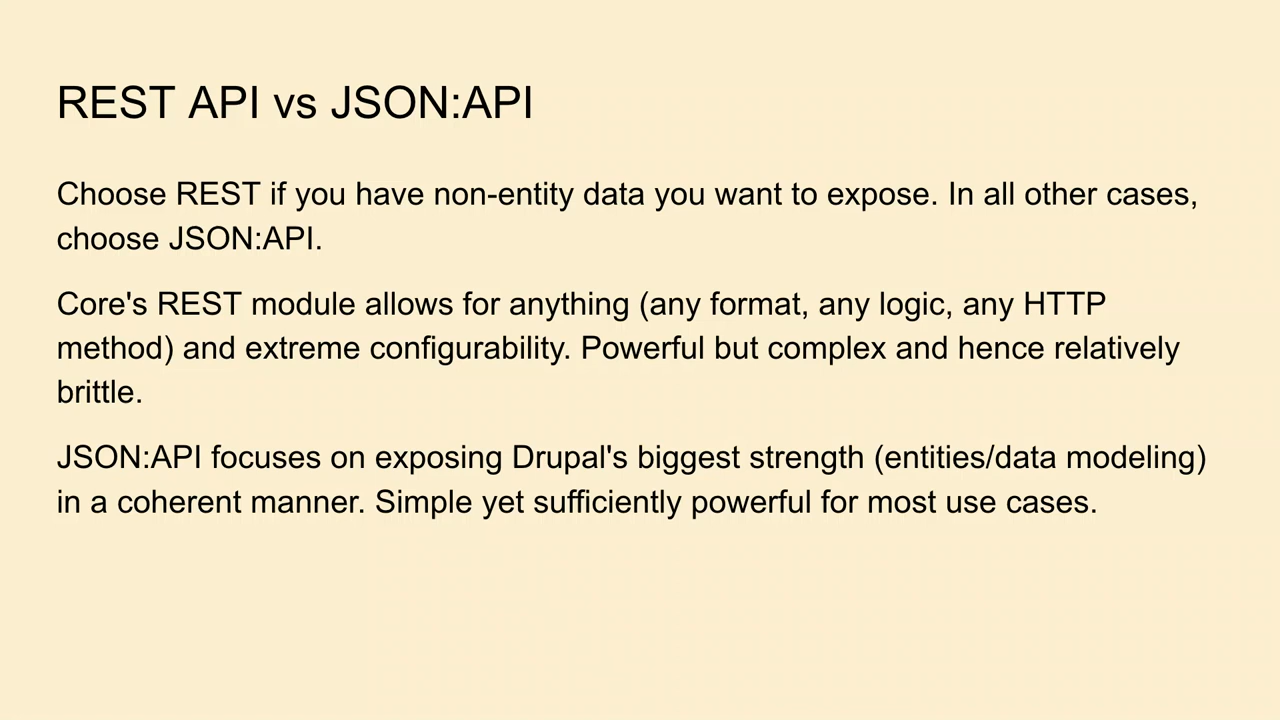 REST API vs JSON:API
Choose REST if you have non-entity data you want to expose. In all other cases,
choose JSON:API.
Core's REST module allows for anything (any format, any logic, any HTTP
method) and extreme configurability. Powerful but complex and hence relatively
brittle.
JSON:API focuses on exposing Drupal's biggest strength (entities/data modeling)
in a coherent manner. Simple yet sufficiently powerful for most use cases.